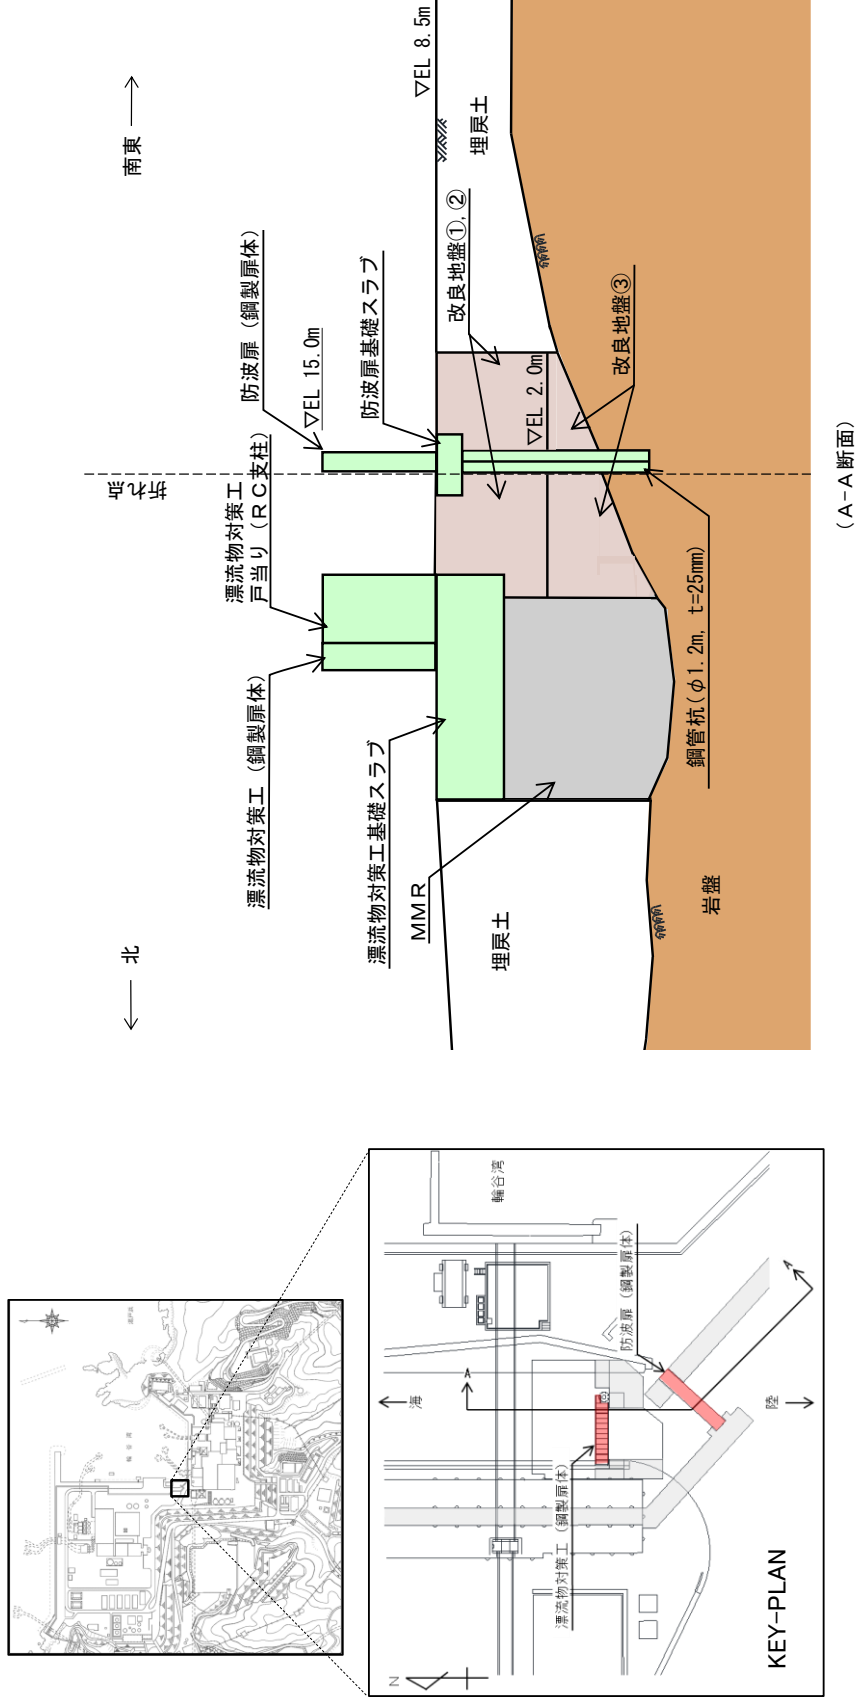 KEY-PLAN
N
海
陸
輪谷湾
漂流物対策工（鋼製扉体）
防波扉（鋼製扉体）
A
A
北
南東
折れ点
漂流物対策工（鋼製扉体）
漂流物対策工
戸当り（ＲＣ支柱）
防波扉（鋼製扉体）
▽EL 15.0m
漂流物対策工基礎スラブ
防波扉基礎スラブ
▽EL 8.5m
MMR
改良地盤①,②
埋戻土
埋戻土
▽EL 2.0m
改良地盤③
鋼管杭(φ1.2m, t=25mm)
岩盤
(A-A断面)